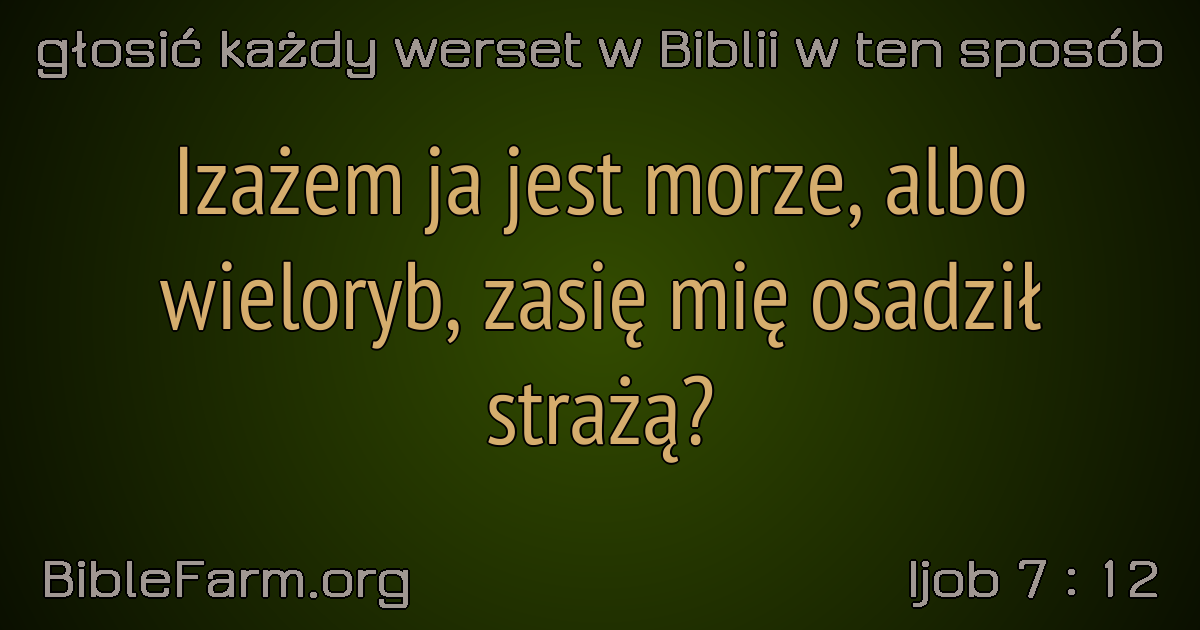 głosić każdy werset w Biblii w ten sposób
Izażem ja jest morze, albo
wieloryb, zasię mię osadził
strażą?
BibleFarm.org
Ijob 7 : 12